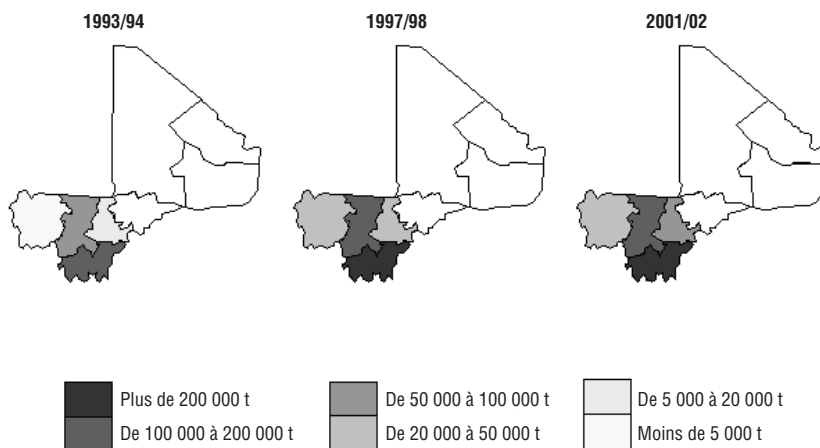 1993/94
1997/98
2001/02
Plus de 200 000 t
De 100 000 à 200 000 t
De 50 000 à 100 000 t
De 20 000 à 50 000 t
De 5 000 à 20 000 t
Moins de 5 000 t